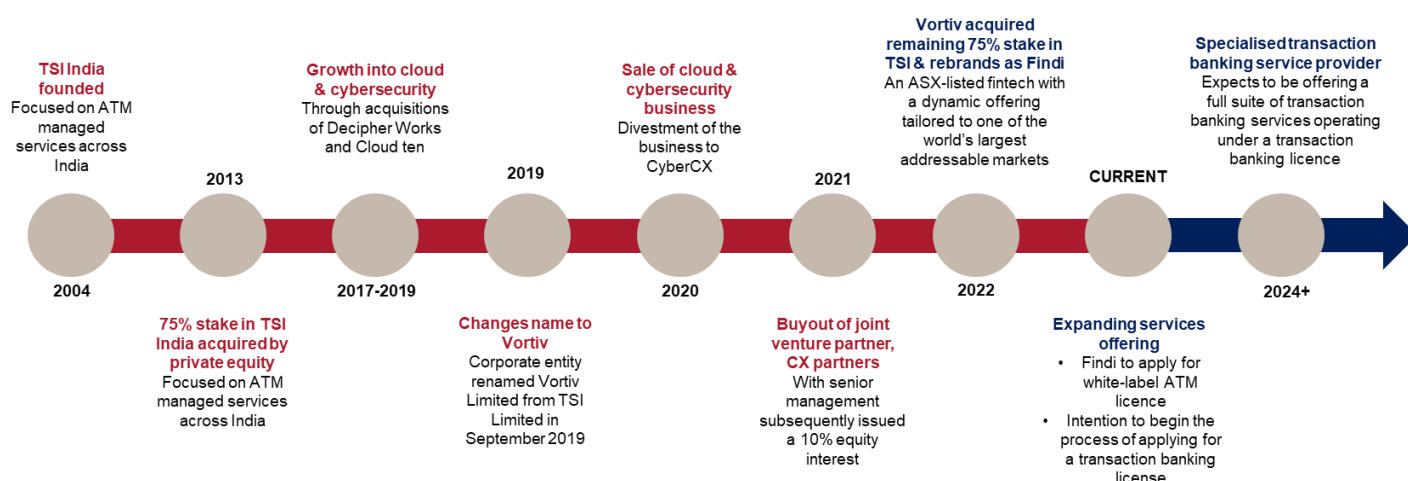 TSI India
founded
Focused on ATM
managed
services across
India
2004
2013
75% stake in TSI
India acquired by
private equity
Focused on ATM
managed services
across India
Growth into cloud
& cybersecurity
Through acquisitions
of Decipher Works
and Cloud ten
2017-2019
2019
Changes name to
Vortiv
Corporate entity
renamed Vortiv
Limited from TSI
Limited in
September 2019
Sale of cloud &
cybersecurity
business
Divestment of the
business to
CyberCX
2020
2021
Buyout of joint
venture partner,
CX partners
With senior
management
subsequently issued
a 10% equity
interest
Vortiv acquired
remaining 75% stake in
TSI & rebrands as Findi
An ASX-listed fintech with
a dynamic offering
tailored to one of the
world's largest
addressable markets
2022
CURRENT
Expanding services
offering
• Findi to apply for
white-label ATM
licence
• Intention to begin the
process of applying for
a transaction banking
license
Specialised transaction
banking service provider
Expects to be offering a
full suite of transaction
banking services operating
under a transaction
banking licence
2024+